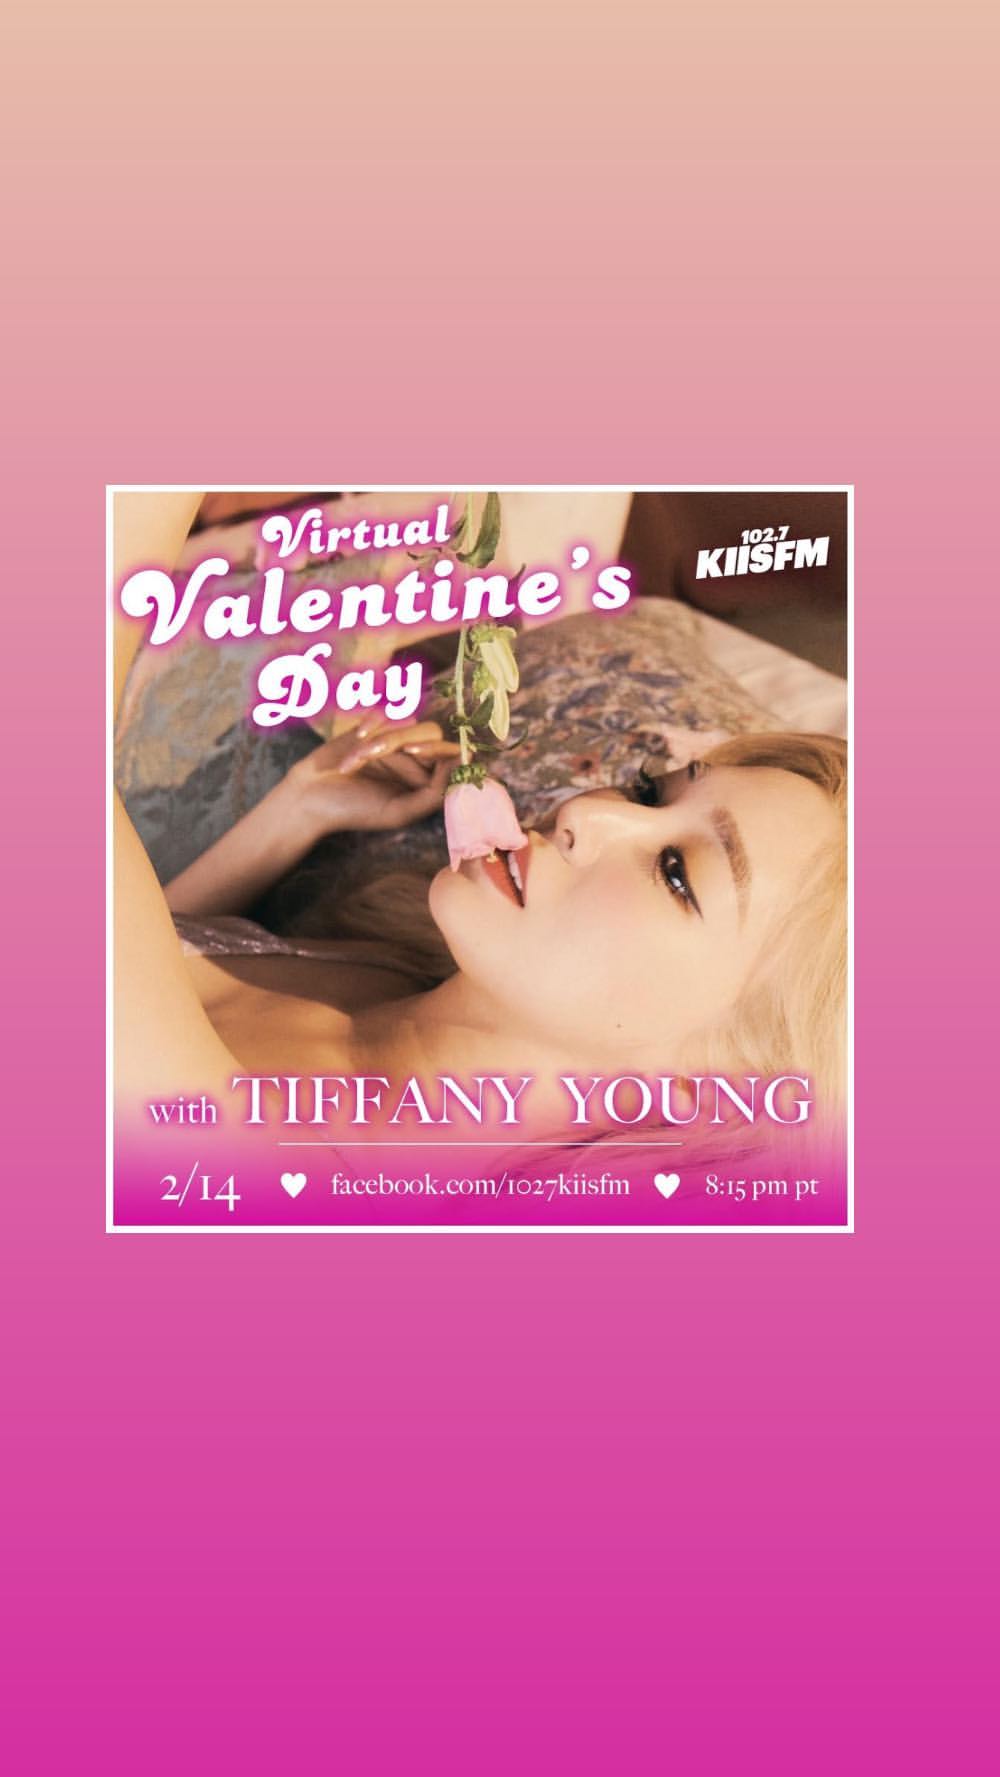 Virtual
Valentine's
Day
102.7
KIISFM
with TIFFANY YOUNG
2/14 ♥ facebook.com/1027kiisfm ♥ 8:15 pm pt